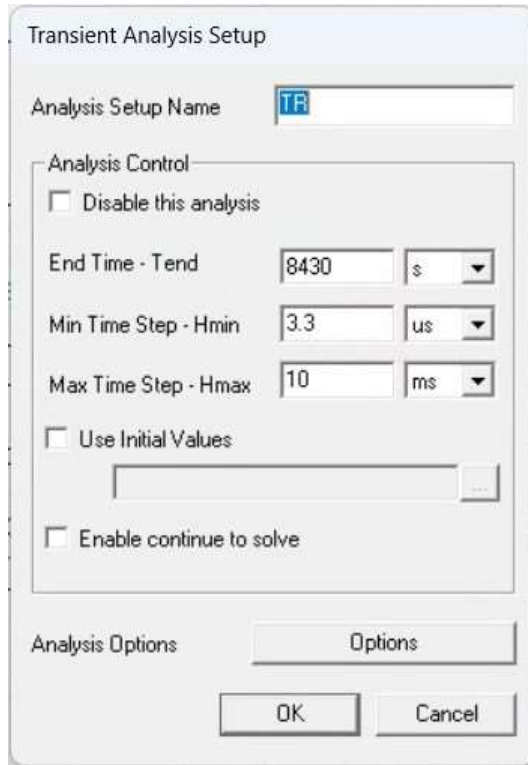 Transient Analysis Setup
Analysis Setup Name TR
Analysis Control
Disable this analysis
End Time - Tend 8430 s
Min Time Step - Hmin 3.3 us
Max Time Step - Hmax 10 ms
Use Initial Values
...
Enable continue to solve
Analysis Options Options
OK Cancel